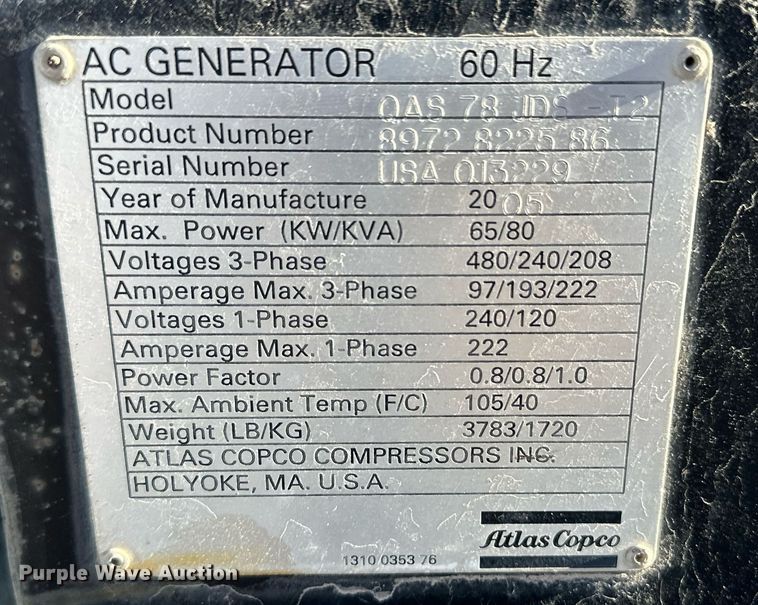 AC GENERATOR 60 Hz
Model QAS 78 JDS -T2
Product Number 8972 8225 86
Serial Number USA 013229
Year of Manufacture 20 05
Max. Power (KW/KVA) 65/80
Voltages 3-Phase 480/240/208
Amperage Max. 3-Phase 97/193/222
Voltages 1-Phase 240/120
Amperage Max. 1-Phase 222
Power Factor 0.8/0.8/1.0
Max. Ambient Temp (F/C) 105/40
Weight (LB/KG) 3783/1720
ATLAS COPCO COMPRESSORS INC.
HOLYOKE, MA. U.S.A.
Atlas Copco
1310 0353 76
Purple Wave Auction